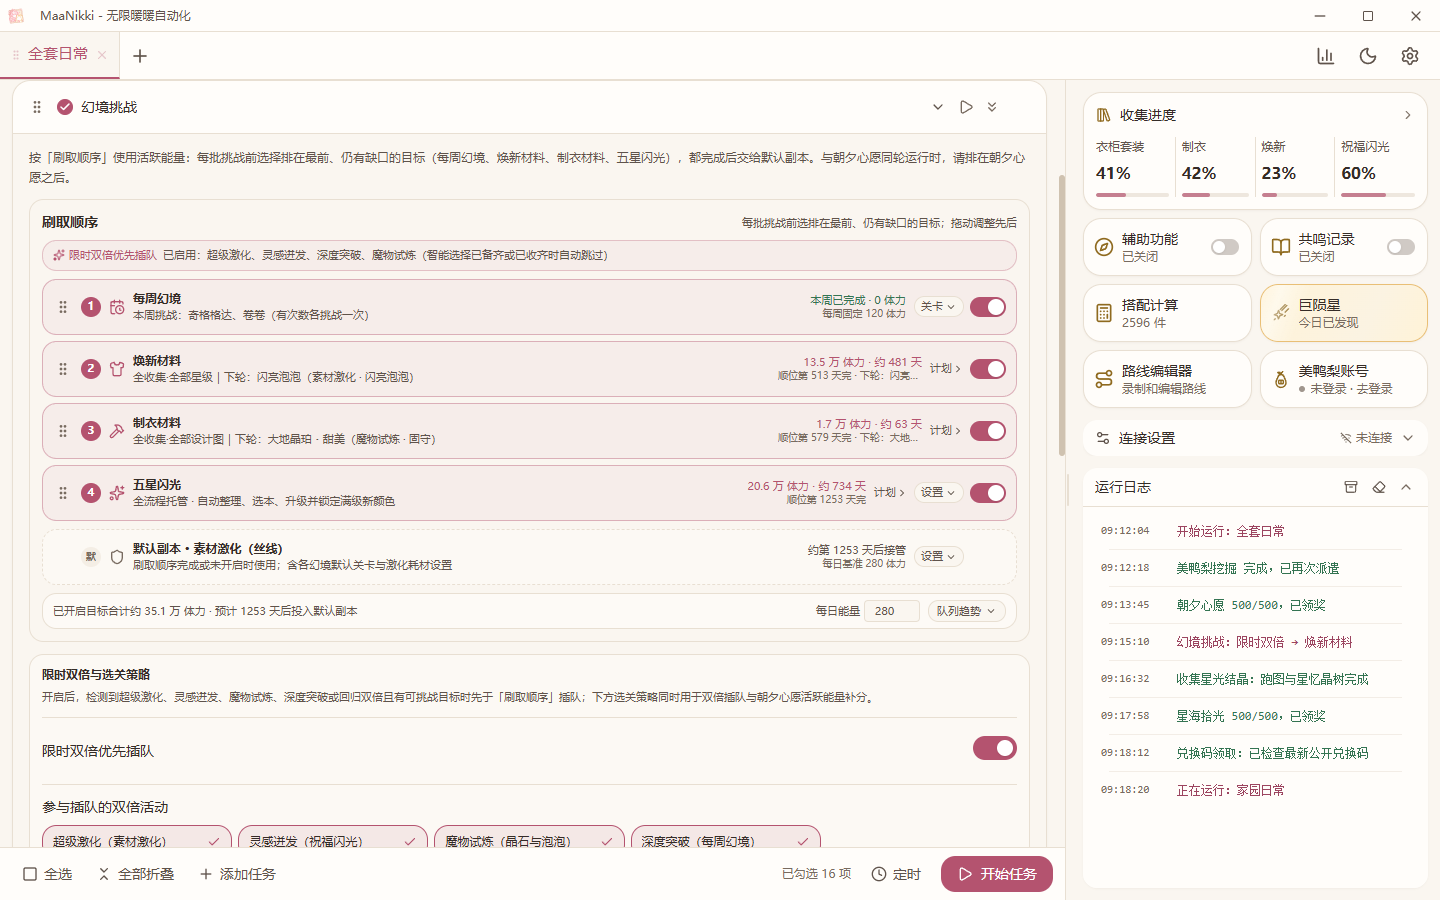 MaaNikki - 无限暖暖自动化
全套日常
幻境挑战
按「刷取顺序」使用活跃能量：每批挑战前选择排在最前、仍有缺口的目标（每周幻境、焕新材料、制衣材料、五星闪光），都完成后交给默认副本。与朝夕心愿同轮运行时，请排在朝夕心
愿之后。
刷取顺序
每批挑战前选排在最前、仍有缺口的目标；拖动调整先后
限时双倍优先插队 已启用：超级激化、灵感迸发、深度突破、魔物试炼（智能选择已备齐或已收齐时自动跳过）
1
每周幻境
本周挑战：奇格格达、卷卷（有次数各挑战一次）
本周已完成 · 0 体力
每周固定 120 体力
关卡
2
焕新材料
全收集·全部星级 | 下轮：闪亮泡泡（素材激化 · 闪亮泡泡）
13.5 万 体力 · 约 481 天
顺位第 513 天完 · 下轮：闪亮...
计划
3
制衣材料
全收集·全部设计图 | 下轮：大地晶珀 · 甜美（魔物试炼 · 固守）
1.7 万 体力 · 约 63 天
顺位第 579 天完 · 下轮：大地...
计划
4
五星闪光
全流程托管 · 自动整理、选本、升级并锁定满级新颜色
20.6 万 体力 · 约 734 天
顺位第 1253 天完
计划
设置
默
默认副本 · 素材激化（丝线）
刷取顺序完成或未开启时使用；含各幻境默认关卡与激化耗材设置
约第 1253 天后接管
每日基准 280 体力
设置
已开启目标合计约 35.1 万 体力 · 预计 1253 天后投入默认副本
每日能量 280
队列趋势
限时双倍与选关策略
开启后，检测到超级激化、灵感迸发、魔物试炼、深度突破或回归双倍且有可挑战目标时先于「刷取顺序」插队；下方选关策略同时用于双倍插队与朝夕心愿活跃能量补分。
限时双倍优先插队
参与插队的双倍活动
超级激化（素材激化）
灵感迸发（祝福闪光）
魔物试炼（晶石与泡泡）
深度突破（每周幻境）
全选
全部折叠
添加任务
已勾选 16 项
定时
开始任务
收集进度
衣柜套装
41%
制衣
42%
焕新
23%
祝福闪光
60%
辅助功能
已关闭
共鸣记录
已关闭
搭配计算
2596 件
巨陨星
今日已发现
路线编辑器
录制和编辑路线
美鸭梨账号
未登录 · 去登录
连接设置
未连接
运行日志
09:12:04 开始运行：全套日常
09:12:18 美鸭梨挖掘 完成，已再次派遣
09:13:45 朝夕心愿 500/500，已领奖
09:15:10 幻境挑战：限时双倍 → 焕新材料
09:16:32 收集星光结晶：跑图与星忆晶树完成
09:17:58 星海拾光 500/500，已领奖
09:18:12 兑换码领取：已检查最新公开兑换码
09:18:20 正在运行：家园日常